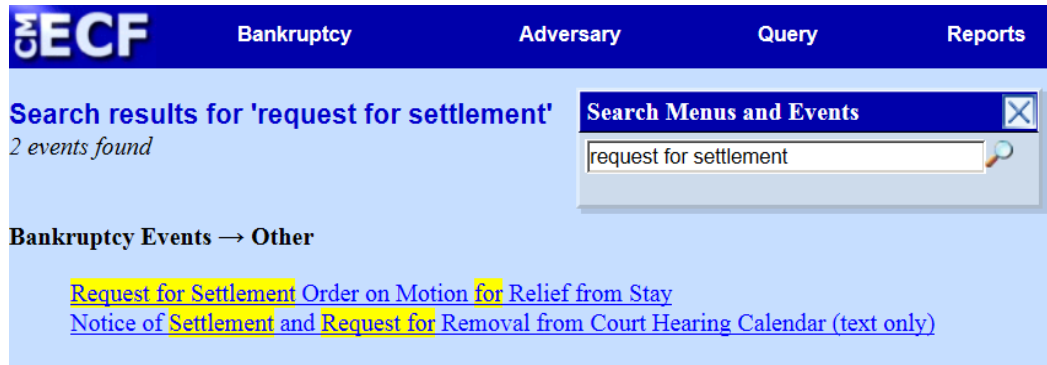 CM ECF Bankruptcy Adversary Query Reports
Search results for 'request for settlement'
2 events found
Search Menus and Events
request for settlement
Bankruptcy Events → Other
Request for Settlement Order on Motion for Relief from Stay
Notice of Settlement and Request for Removal from Court Hearing Calendar (text only)